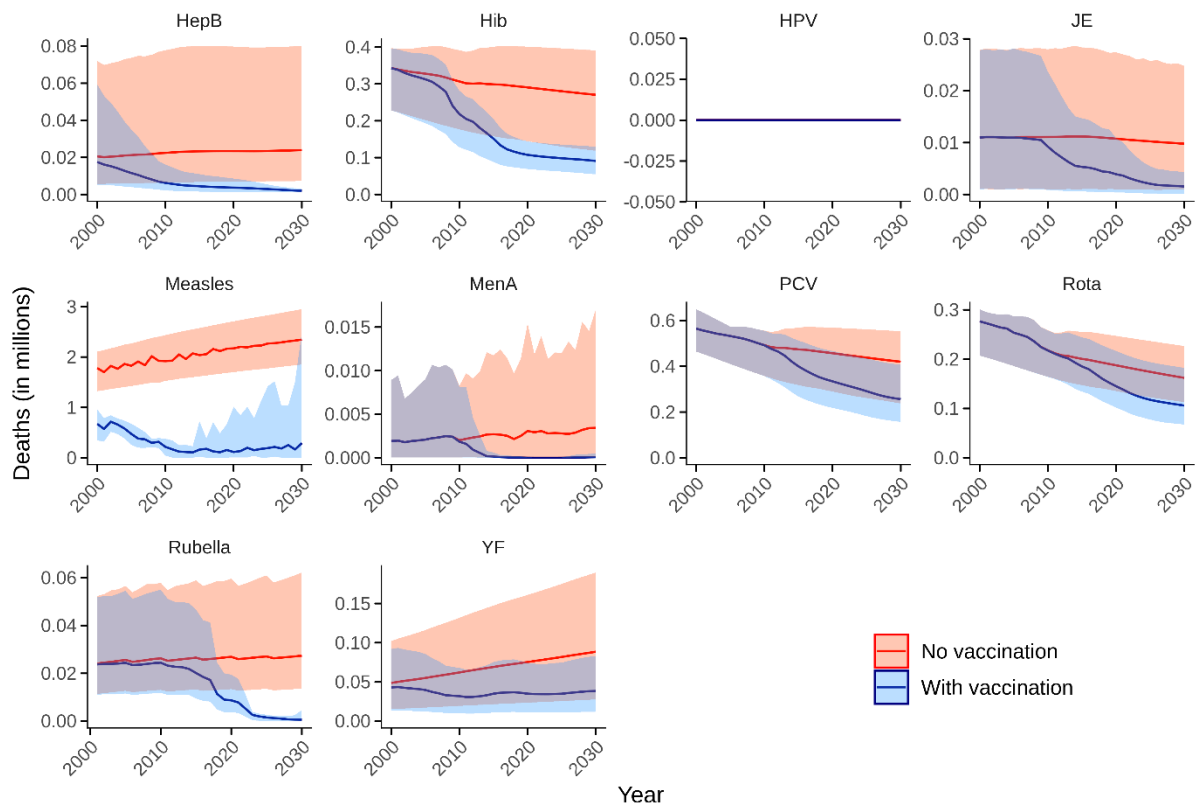 HepB
Hib
HPV
JE
0.08
0.06
0.04
0.02
0.00
0.4
0.3
0.2
0.1
0.0
0.050
0.025
0.000
-0.025
-0.050
0.03
0.02
0.01
0.00
2000 2010 2020 2030
2000 2010 2020 2030
2000 2010 2020 2030
2000 2010 2020 2030
Deaths (in millions)
Measles
MenA
PCV
Rota
3
2
1
0
0.015
0.010
0.005
0.000
0.6
0.4
0.2
0.0
0.3
0.2
0.1
0.0
2000 2010 2020 2030
2000 2010 2020 2030
2000 2010 2020 2030
2000 2010 2020 2030
Rubella
YF
0.06
0.04
0.02
0.00
0.15
0.10
0.05
0.00
2000 2010 2020 2030
2000 2010 2020 2030
No vaccination
With vaccination
Year